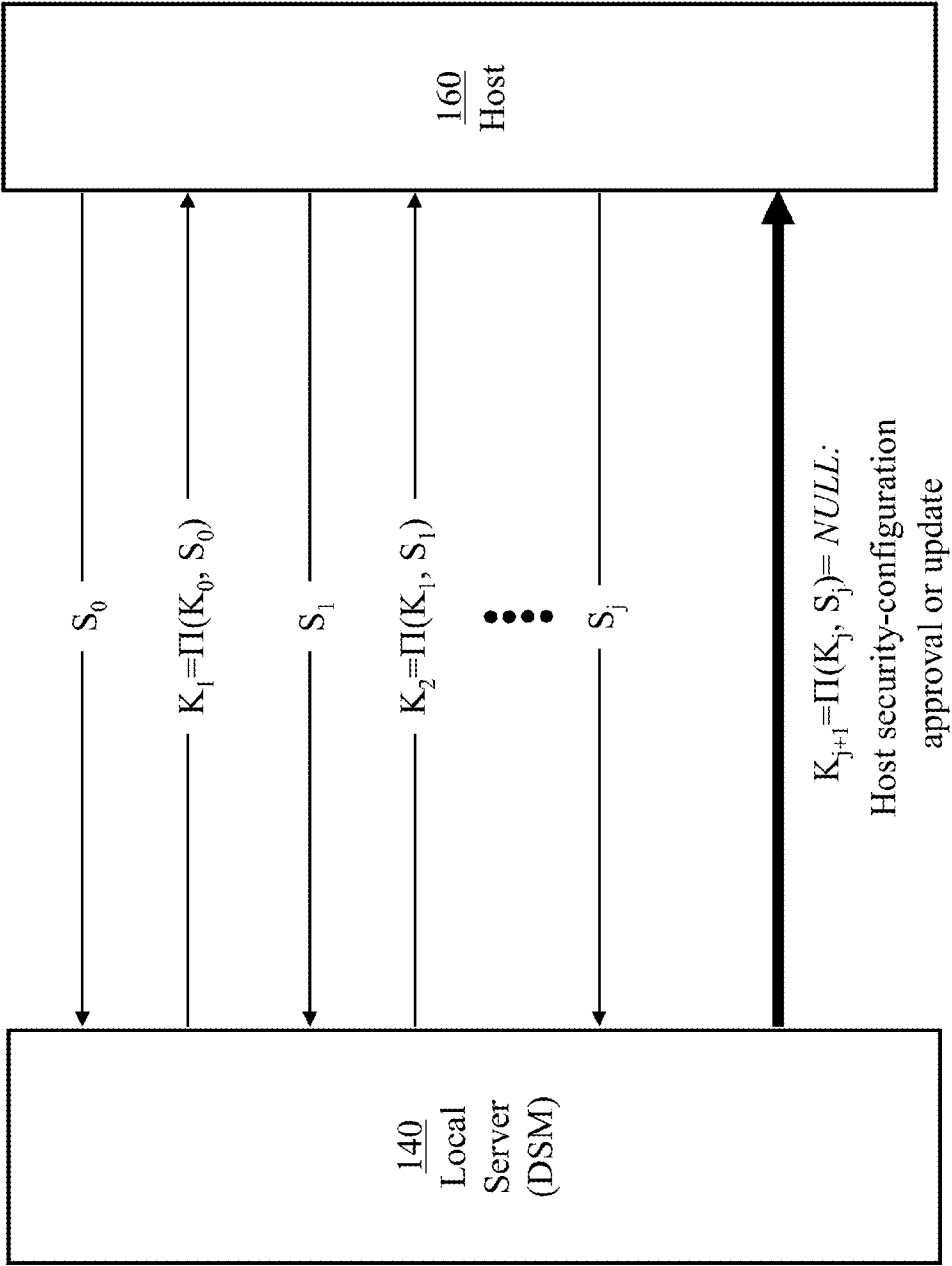 160
Host
S₀
K₁=Π(K₀, S₀)
S₁
K₂=Π(K₁, S₁)
Sⱼ
Kⱼ₊₁=Π(Kⱼ, Sⱼ)= NULL:
Host security-configuration
approval or update
140
Local
Server
(DSM)